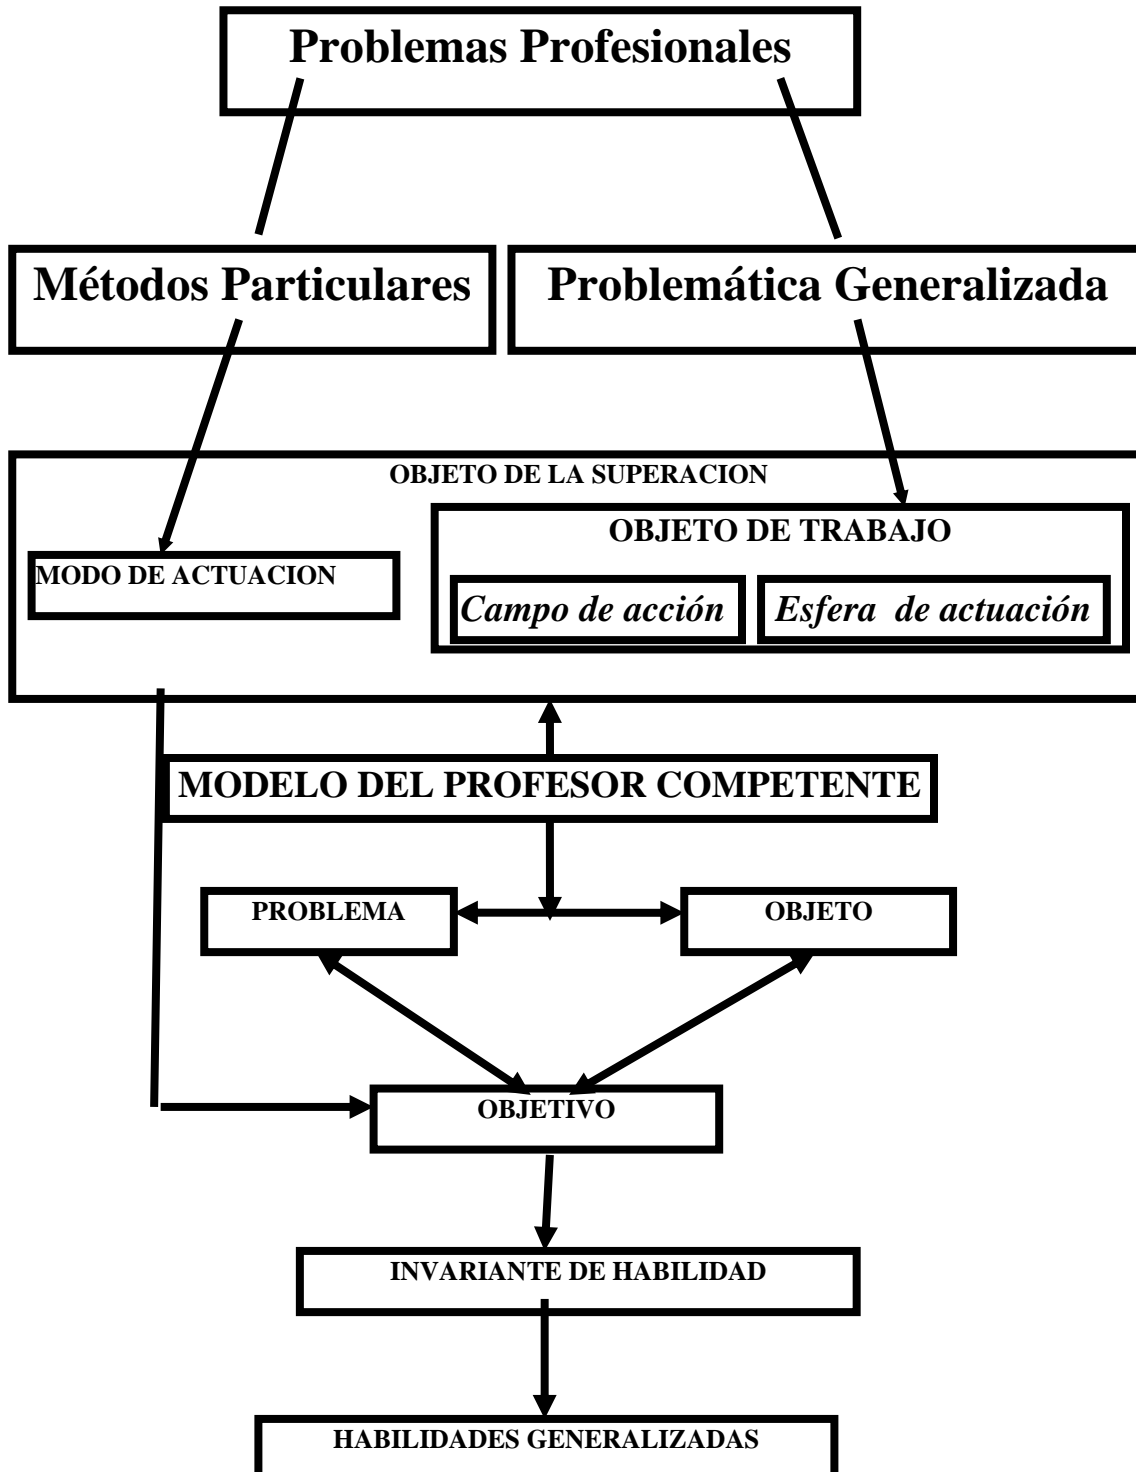 Problemas Profesionales
Métodos Particulares
Problemática Generalizada
OBJETO DE LA SUPERACION
OBJETO DE TRABAJO
MODO DE ACTUACION
Campo de acción
Esfera de actuación
MODELO DEL PROFESOR COMPETENTE
PROBLEMA
OBJETO
OBJETIVO
INVARIANTE DE HABILIDAD
HABILIDADES GENERALIZADAS